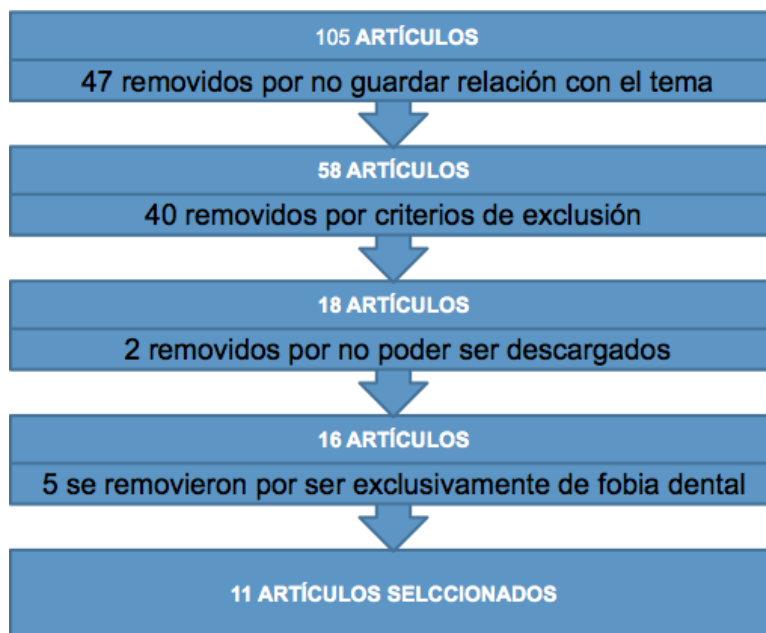 105 ARTÍCULOS
47 removidos por no guardar relación con el tema
58 ARTÍCULOS
40 removidos por criterios de exclusión
18 ARTÍCULOS
2 removidos por no poder ser descargados
16 ARTÍCULOS
5 se removieron por ser exclusivamente de fobia dental
11 ARTÍCULOS SELCCIONADOS